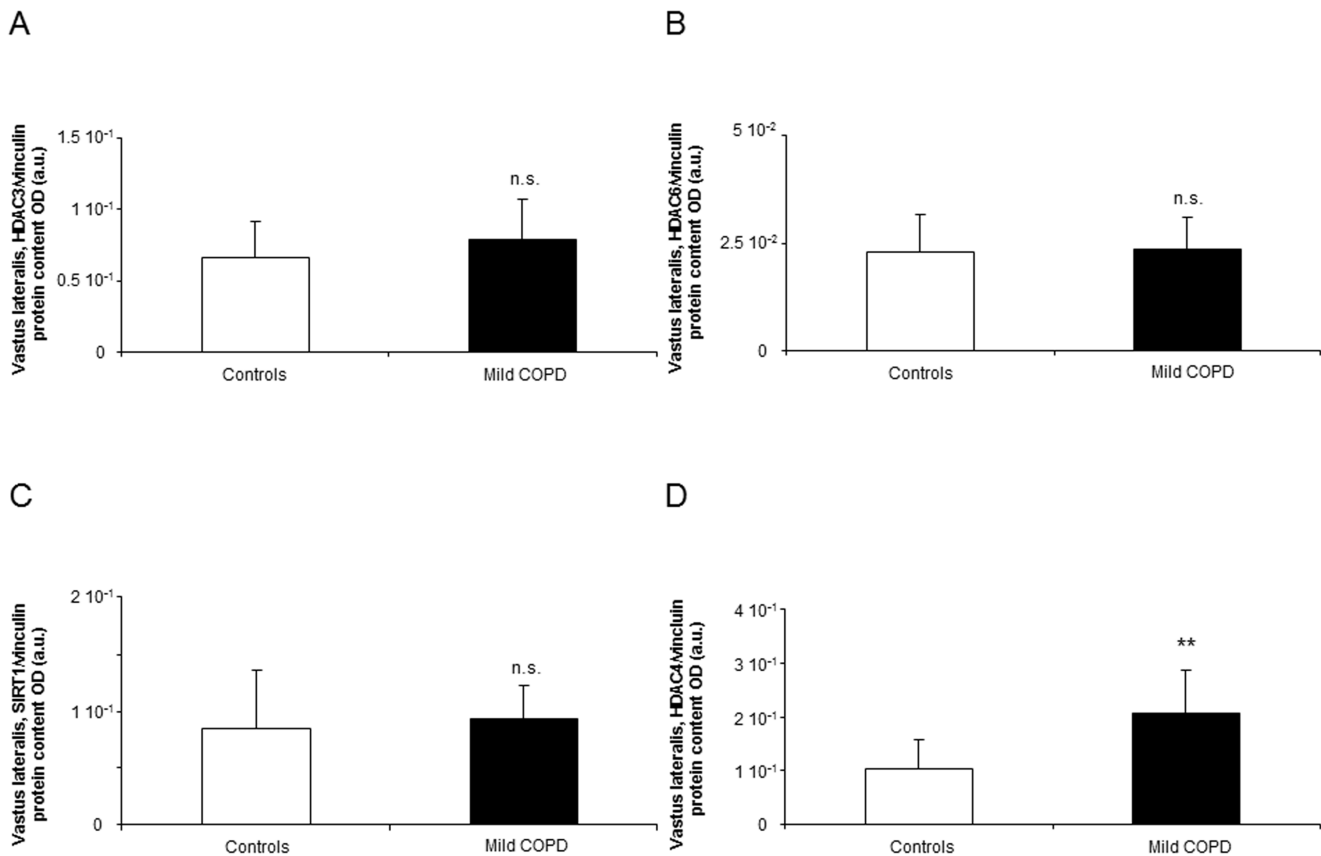 A
Vastus lateralis, HDAC3/vinculin
protein content OD (a.u.)
1.5 10⁻¹
1 10⁻¹
0.5 10⁻¹
0
n.s.
Controls
Mild COPD
B
Vastus lateralis, HDAC6/vinculin
protein content OD (a.u.)
5 10⁻²
2.5 10⁻²
0
n.s.
Controls
Mild COPD
C
Vastus lateralis, SIRT1/vinculin
protein content OD (a.u.)
2 10⁻¹
1 10⁻¹
0
n.s.
Controls
Mild COPD
D
Vastus lateralis, HDAC4/vincluin
protein content OD (a.u.)
4 10⁻¹
3 10⁻¹
2 10⁻¹
1 10⁻¹
0
**
Controls
Mild COPD